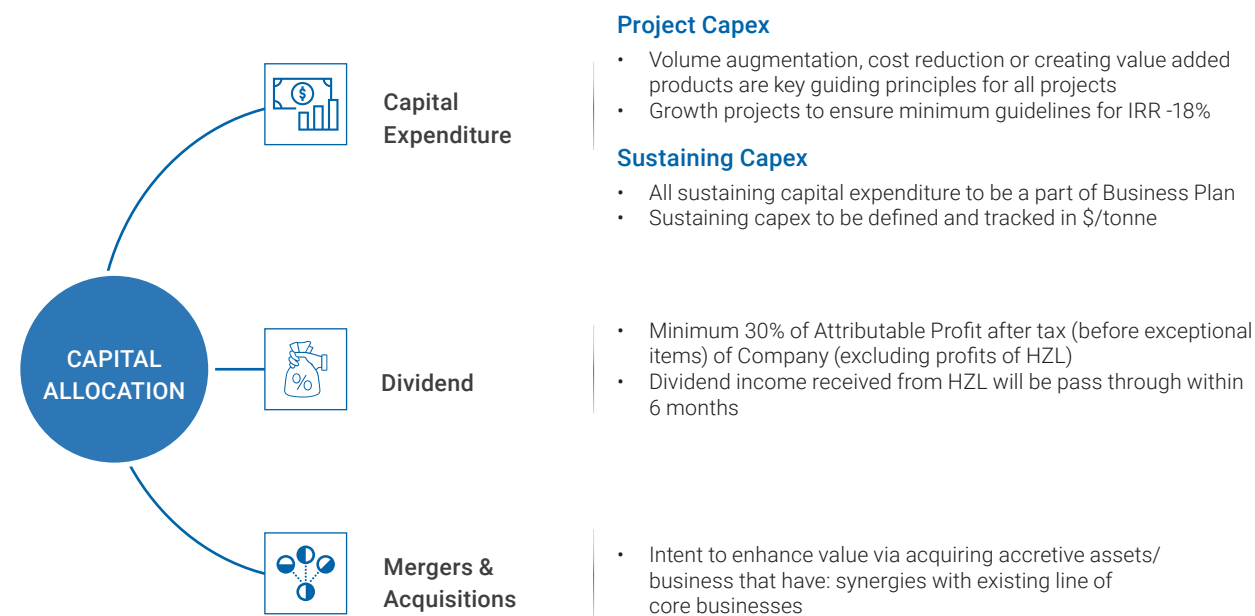 CAPITAL
ALLOCATION
Capital
Expenditure
Project Capex
• Volume augmentation, cost reduction or creating value added
products are key guiding principles for all projects
• Growth projects to ensure minimum guidelines for IRR -18%
Sustaining Capex
• All sustaining capital expenditure to be a part of Business Plan
• Sustaining capex to be defined and tracked in $/tonne
Dividend
• Minimum 30% of Attributable Profit after tax (before exceptional
items) of Company (excluding profits of HZL)
• Dividend income received from HZL will be pass through within
6 months
Mergers &
Acquisitions
• Intent to enhance value via acquiring accretive assets/
business that have: synergies with existing line of
core businesses